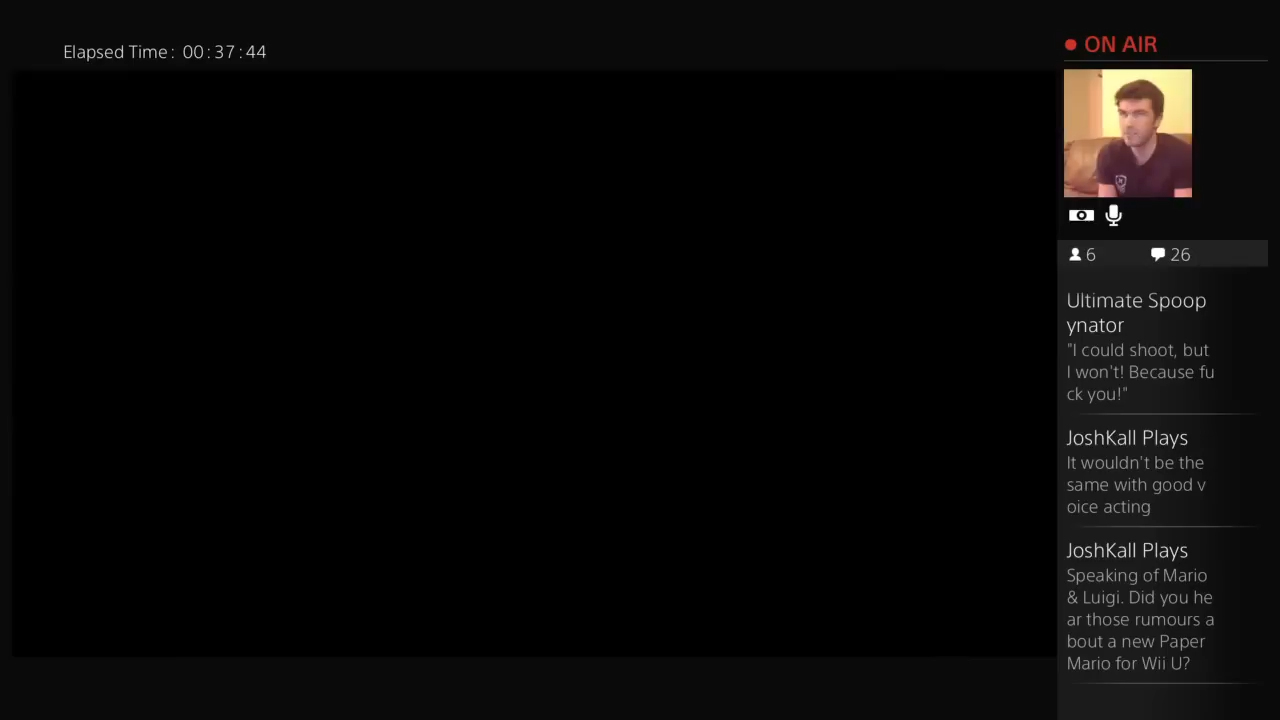 Elapsed Time: 00:37:44
ON AIR
6 26
Ultimate Spoop
ynator
"I could shoot, but
I won't! Because fu
ck you!"
JoshKall Plays
It wouldn't be the
same with good v
oice acting
JoshKall Plays
Speaking of Mario
& Luigi. Did you he
ar those rumours a
bout a new Paper
Mario for Wii U?